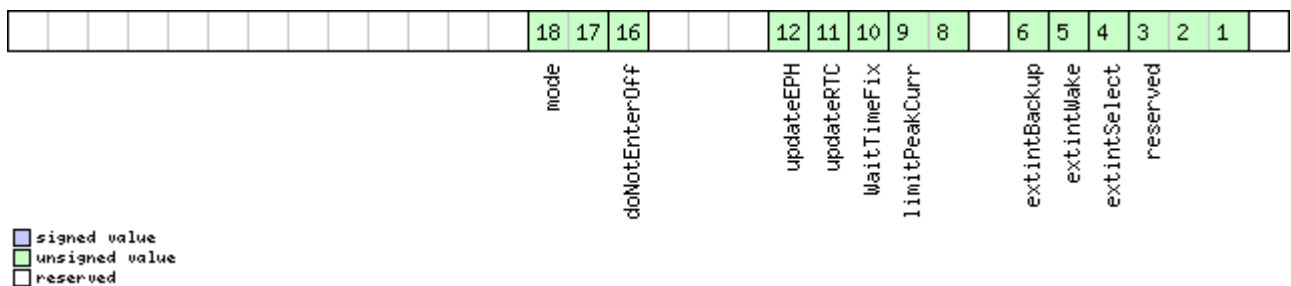 18 17 16 12 11 10 9 8 6 5 4 3 2 1
mode
doNotEnterOff
updateEPH
updateRTC
WaitTimeFix
limitPeakCurr
extintBackup
extintWake
extintSelect
reserved
signed value
unsigned value
reserved